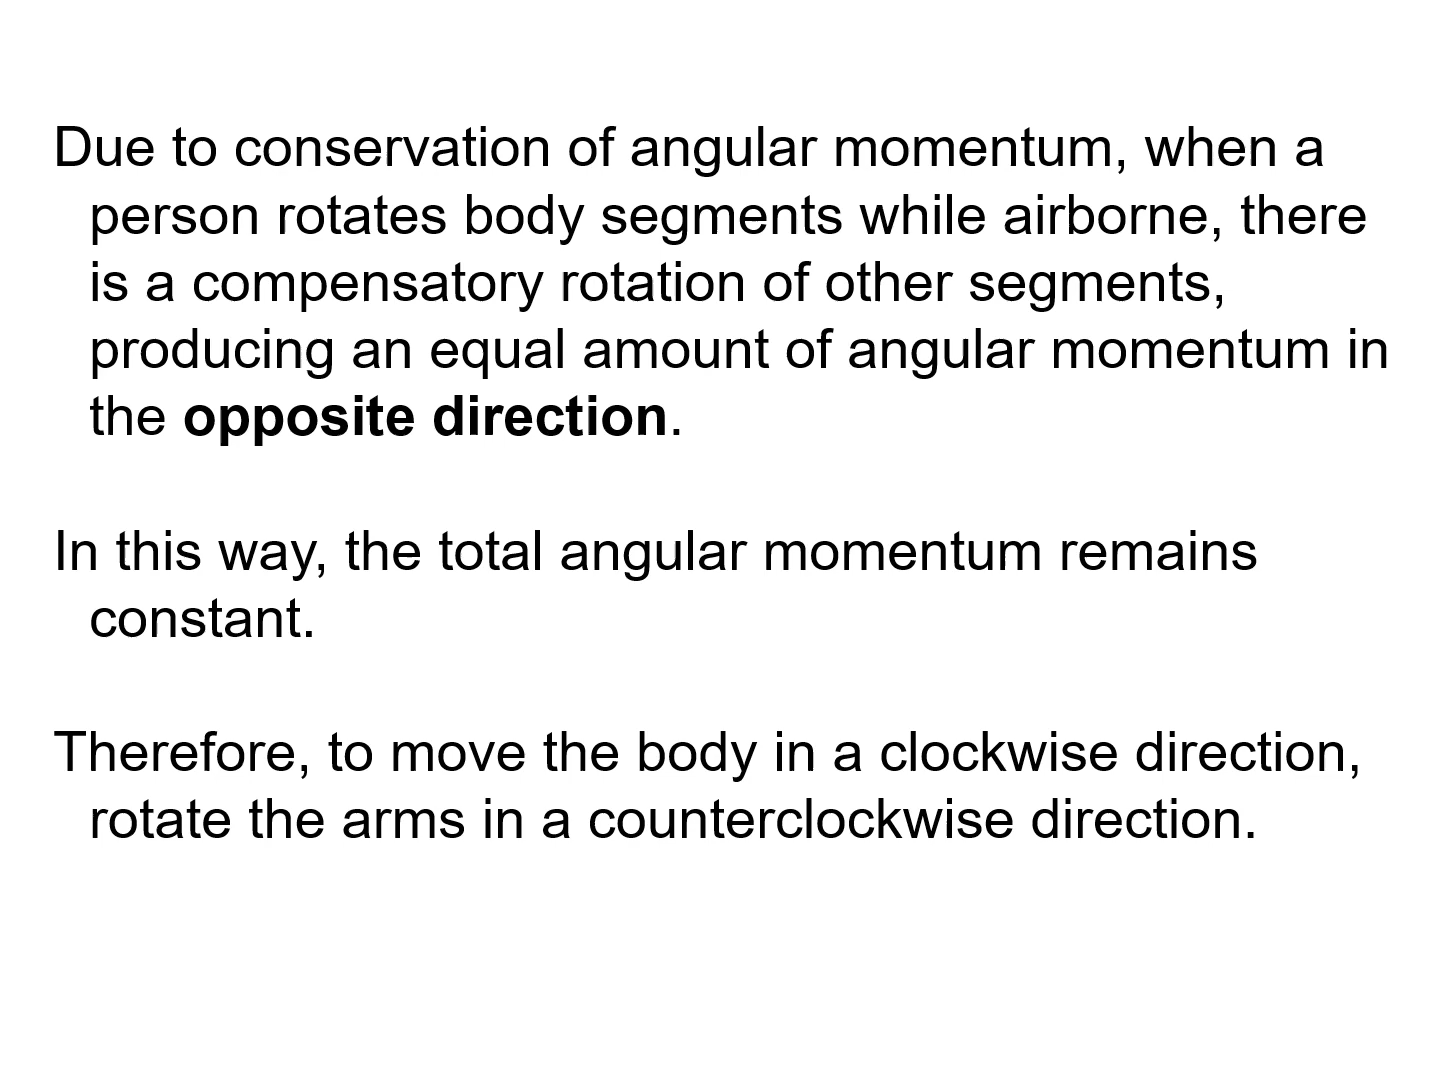 Due to conservation of angular momentum, when a
person rotates body segments while airborne, there
is a compensatory rotation of other segments,
producing an equal amount of angular momentum in
the opposite direction.
In this way, the total angular momentum remains
constant.
Therefore, to move the body in a clockwise direction,
rotate the arms in a counterclockwise direction.